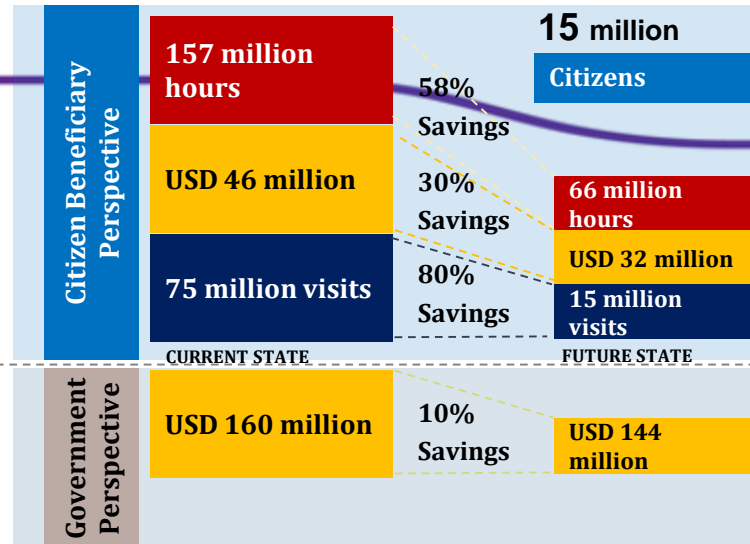 15 million
Citizens
Citizen Beneficiary
Perspective
157 million
hours
58%
Savings
66 million
hours
USD 46 million
30%
Savings
USD 32 million
75 million visits
80%
Savings
15 million
visits
CURRENT STATE
FUTURE STATE
Government
Perspective
USD 160 million
10%
Savings
USD 144
million